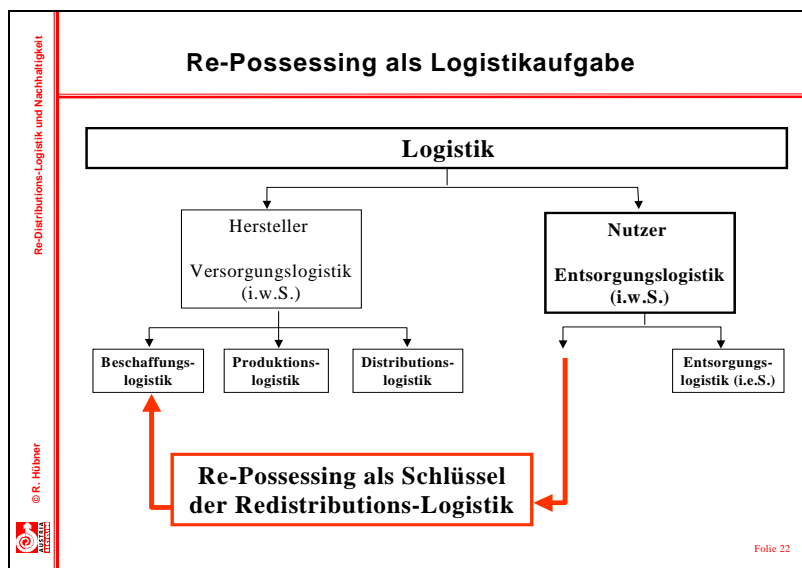 Re-Possessing als Logistikaufgabe
Re-Distributions-Logistik und Nachhaltigkeit
Logistik
Hersteller
Versorgungslogistik
(i.w.S.)
Nutzer
Entsorgungslogistik
(i.w.S.)
Beschaffungs-
logistik
Produktions-
logistik
Distributions-
logistik
Entsorgungs-
logistik (i.e.S.)
Re-Possessing als Schlüssel
der Redistributions-Logistik
© R. Hübner
AUSTRIA
Folie 22